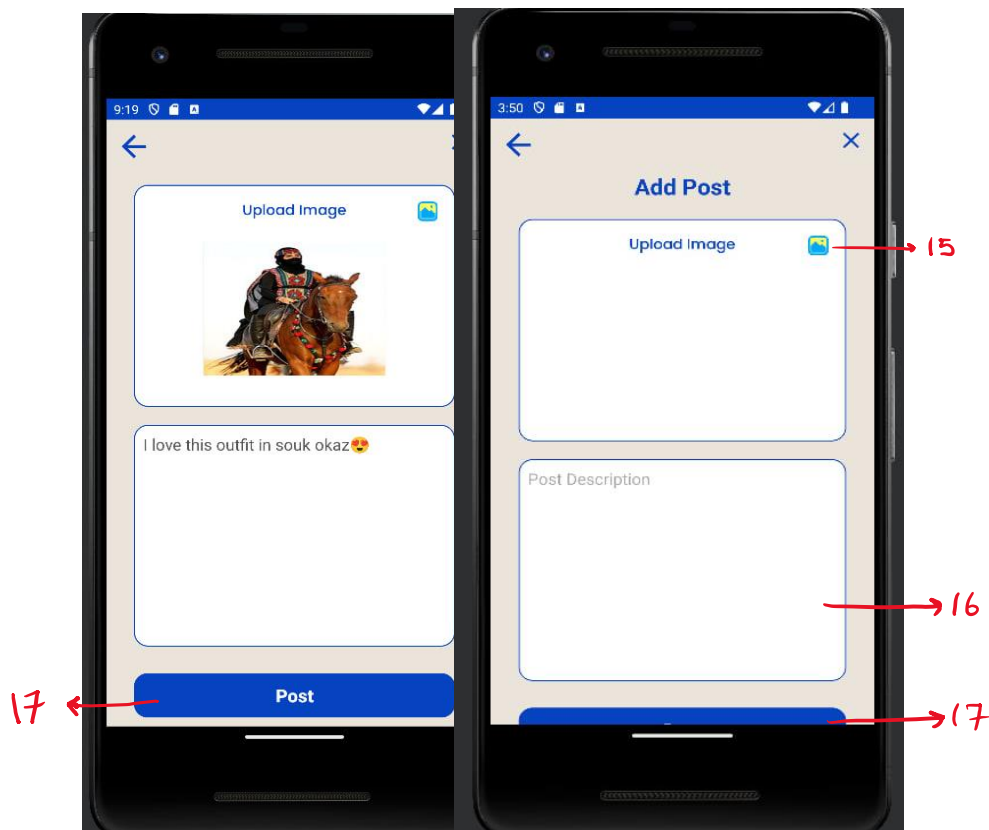 9:19
Upload Image
I love this outfit in souk okaz😍
Post
17
3:50
Add Post
Upload Image
Post Description
15
16
17